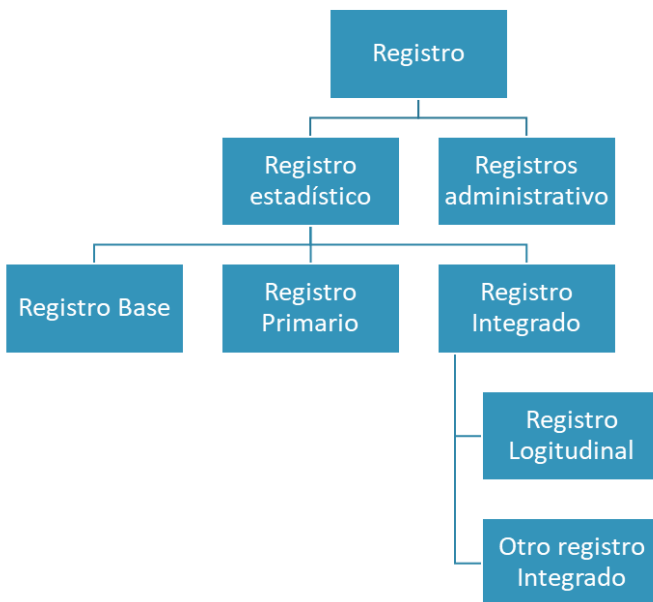 Registro
Registro
estadístico
Registros
administrativo
Registro Base
Registro
Primario
Registro
Integrado
Registro
Logitudinal
Otro registro
Integrado